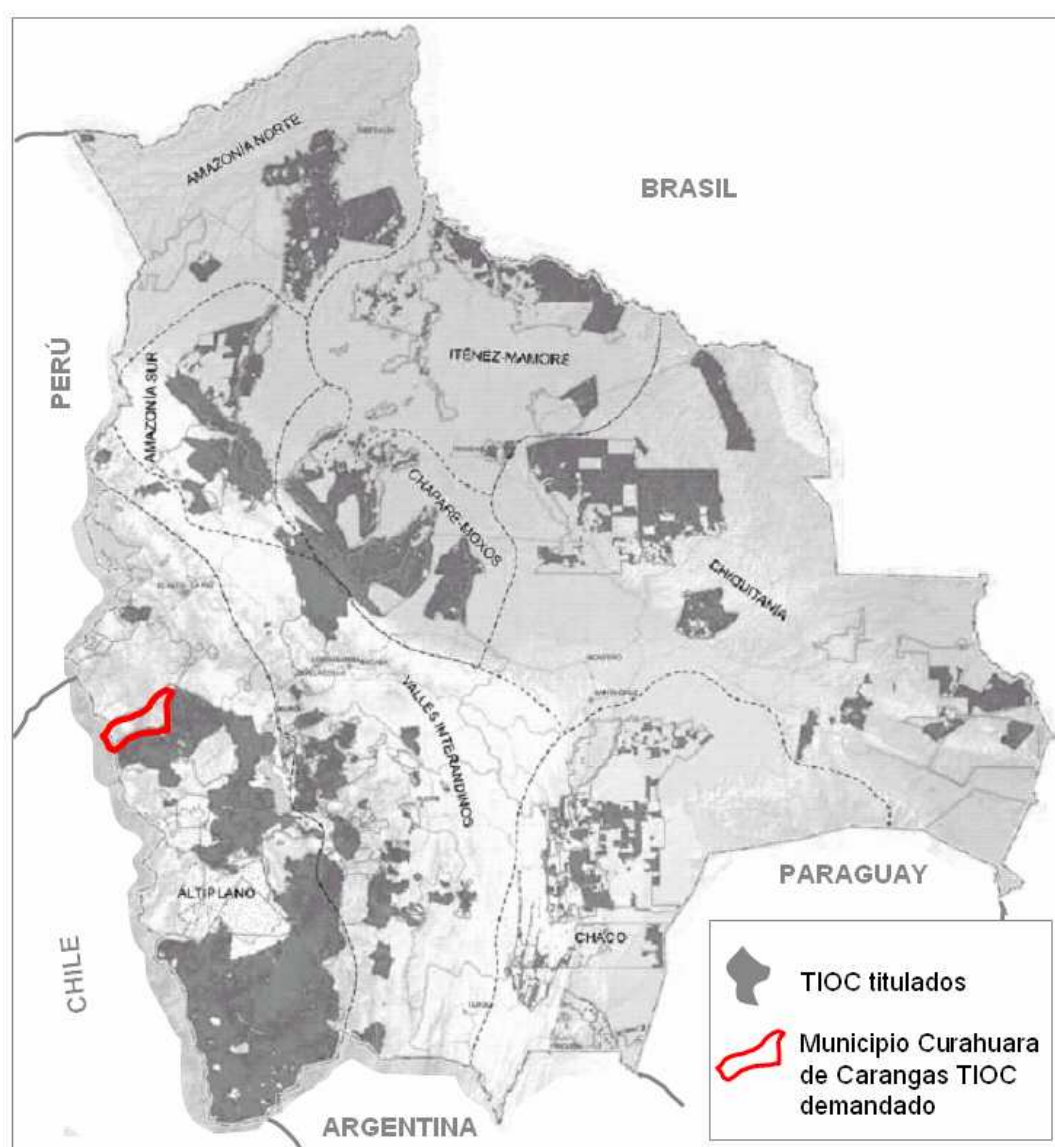 AMAZONÍA NORTE
BRASIL
PERÚ
AMAZONÍA SUR
ITÉNEZ-MAMORÉ
CHAPARE-MOXOS
CHIQUITANÍA
VALLES INTERANDINOS
ALTIPLANO
CHACO
PARAGUAY
CHILE
ARGENTINA
TIOC titulados
Municipio Curahuara
de Carangas TIOC
demandado